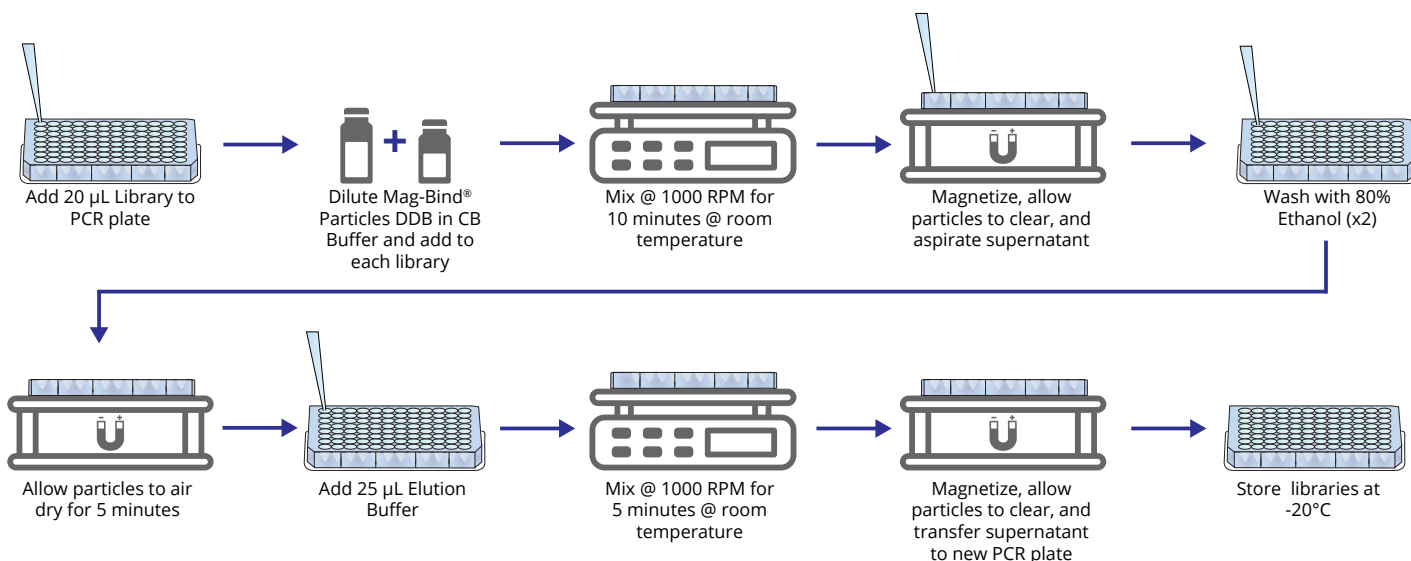 Add 20 µL Library to
PCR plate
Dilute Mag-Bind®
Particles DDB in CB
Buffer and add to
each library
Mix @ 1000 RPM for
10 minutes @ room
temperature
Magnetize, allow
particles to clear, and
aspirate supernatant
Wash with 80%
Ethanol (x2)
Allow particles to air
dry for 5 minutes
Add 25 µL Elution
Buffer
Mix @ 1000 RPM for
5 minutes @ room
temperature
Magnetize, allow
particles to clear, and
transfer supernatant
to new PCR plate
Store libraries at
-20°C